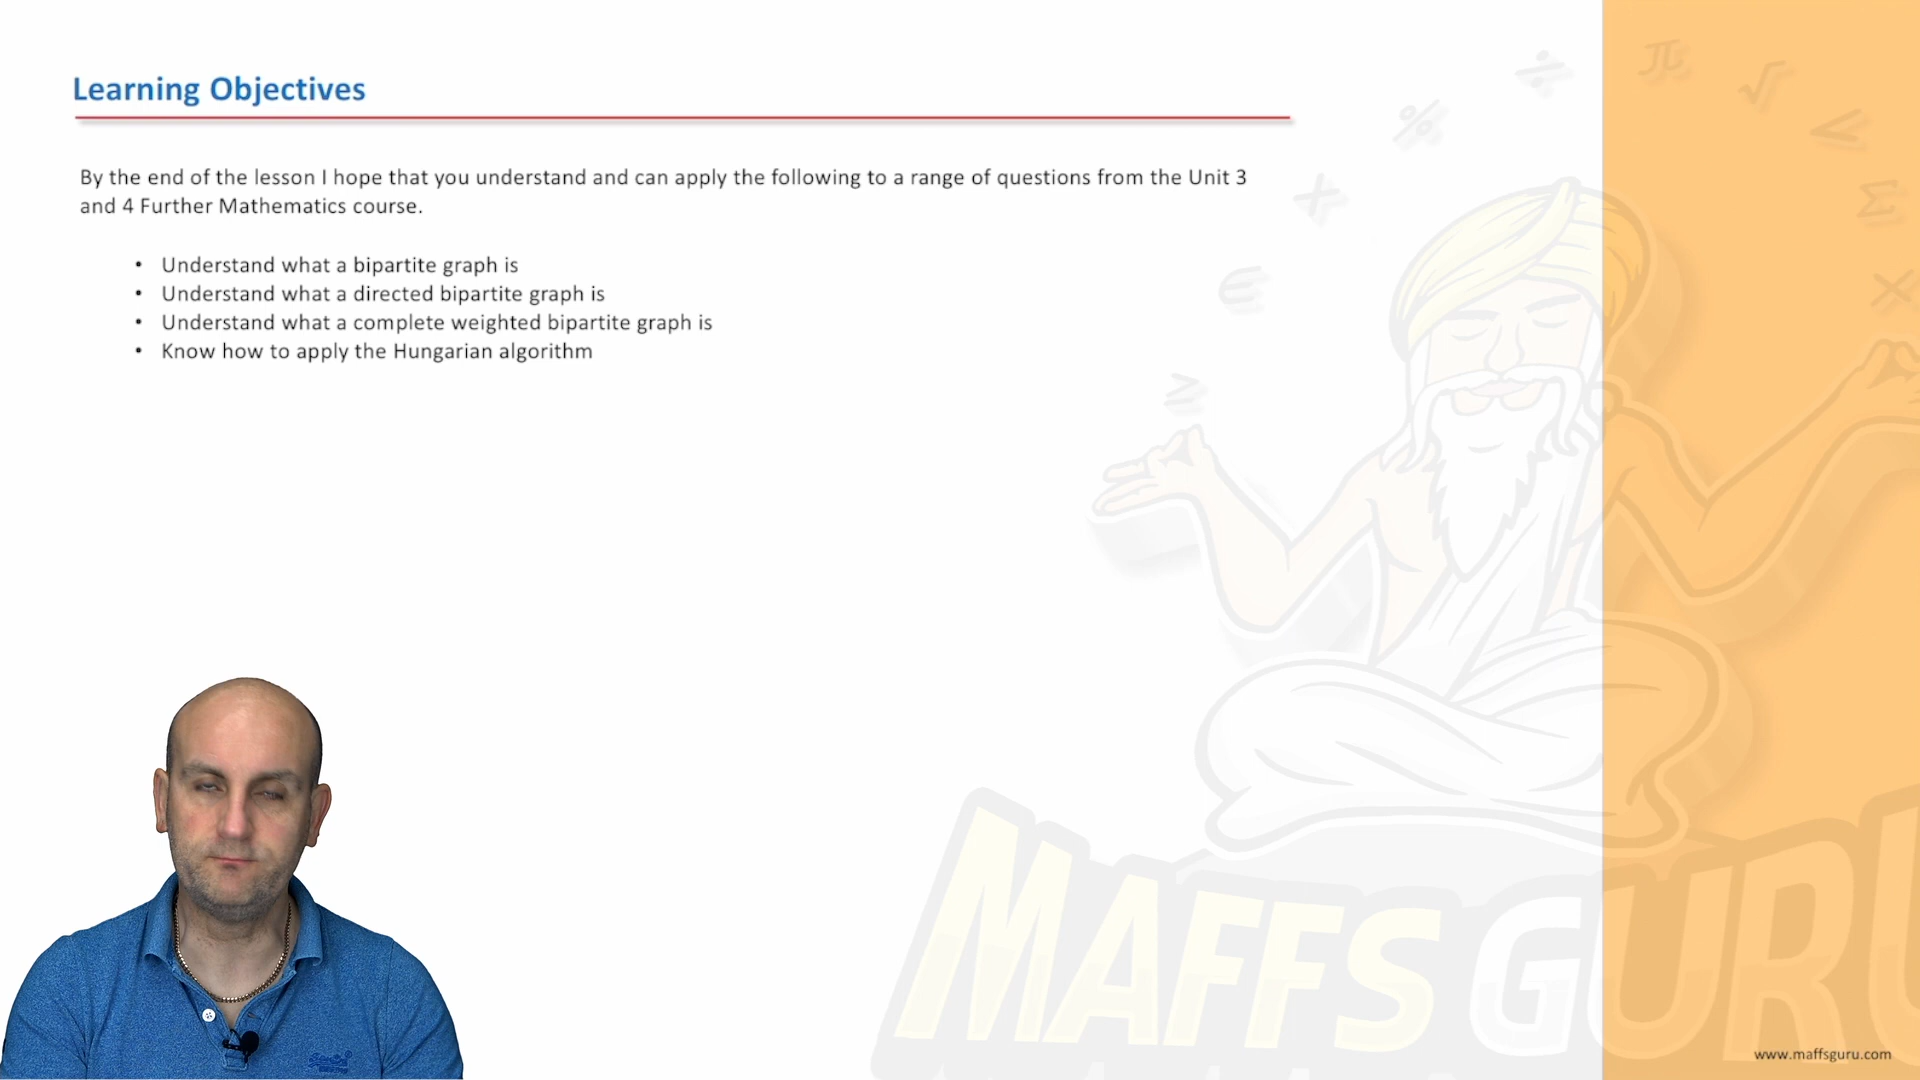 Learning Objectives
By the end of the lesson I hope that you understand and can apply the following to a range of questions from the Unit 3
and 4 Further Mathematics course.
• Understand what a bipartite graph is
• Understand what a directed bipartite graph is
• Understand what a complete weighted bipartite graph is
• Know how to apply the Hungarian algorithm
MAFFS GURU
www.maffsguru.com